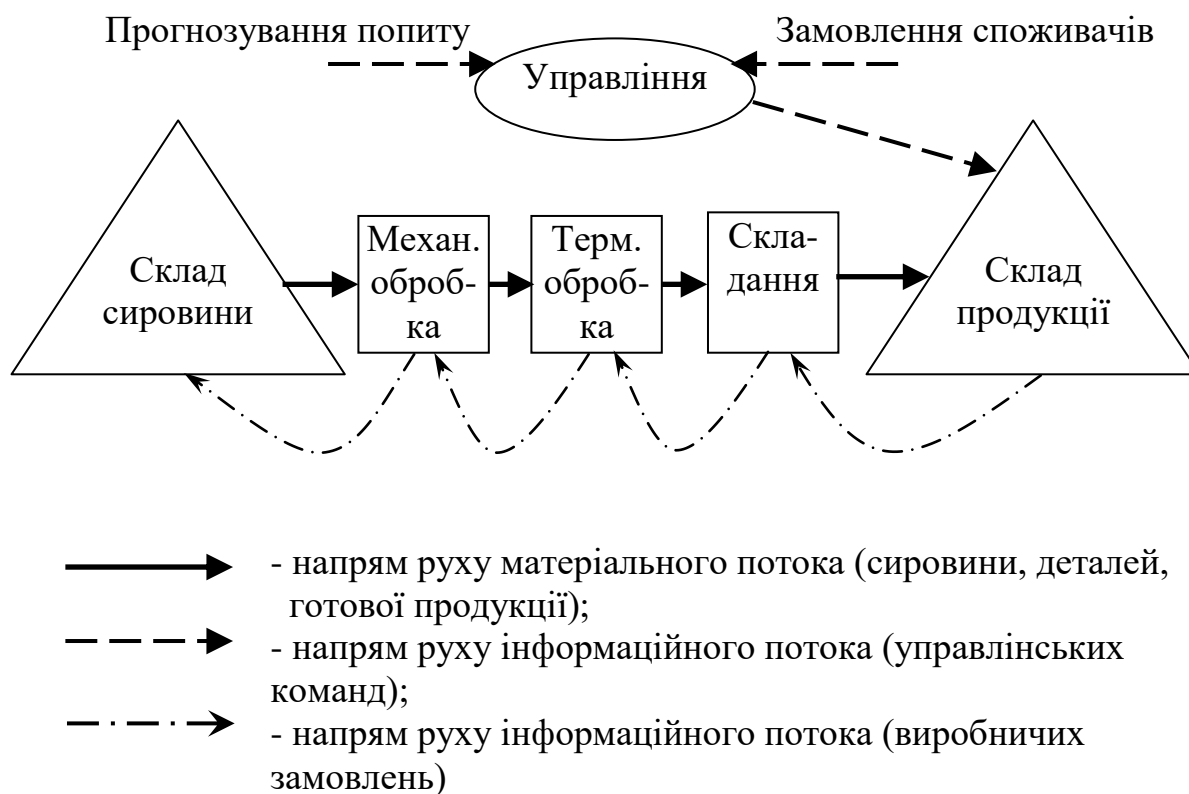 Прогнозування попиту
Замовлення споживачів
Управління
Склад
сировини
Механ.
оброб-
ка
Терм.
оброб-
ка
Скла-
дання
Склад
продукції
- напрям руху матеріального потока (сировини, деталей,
готової продукції);
- напрям руху інформаційного потока (управлінських
команд);
- напрям руху інформаційного потока (виробничих
замовлень)